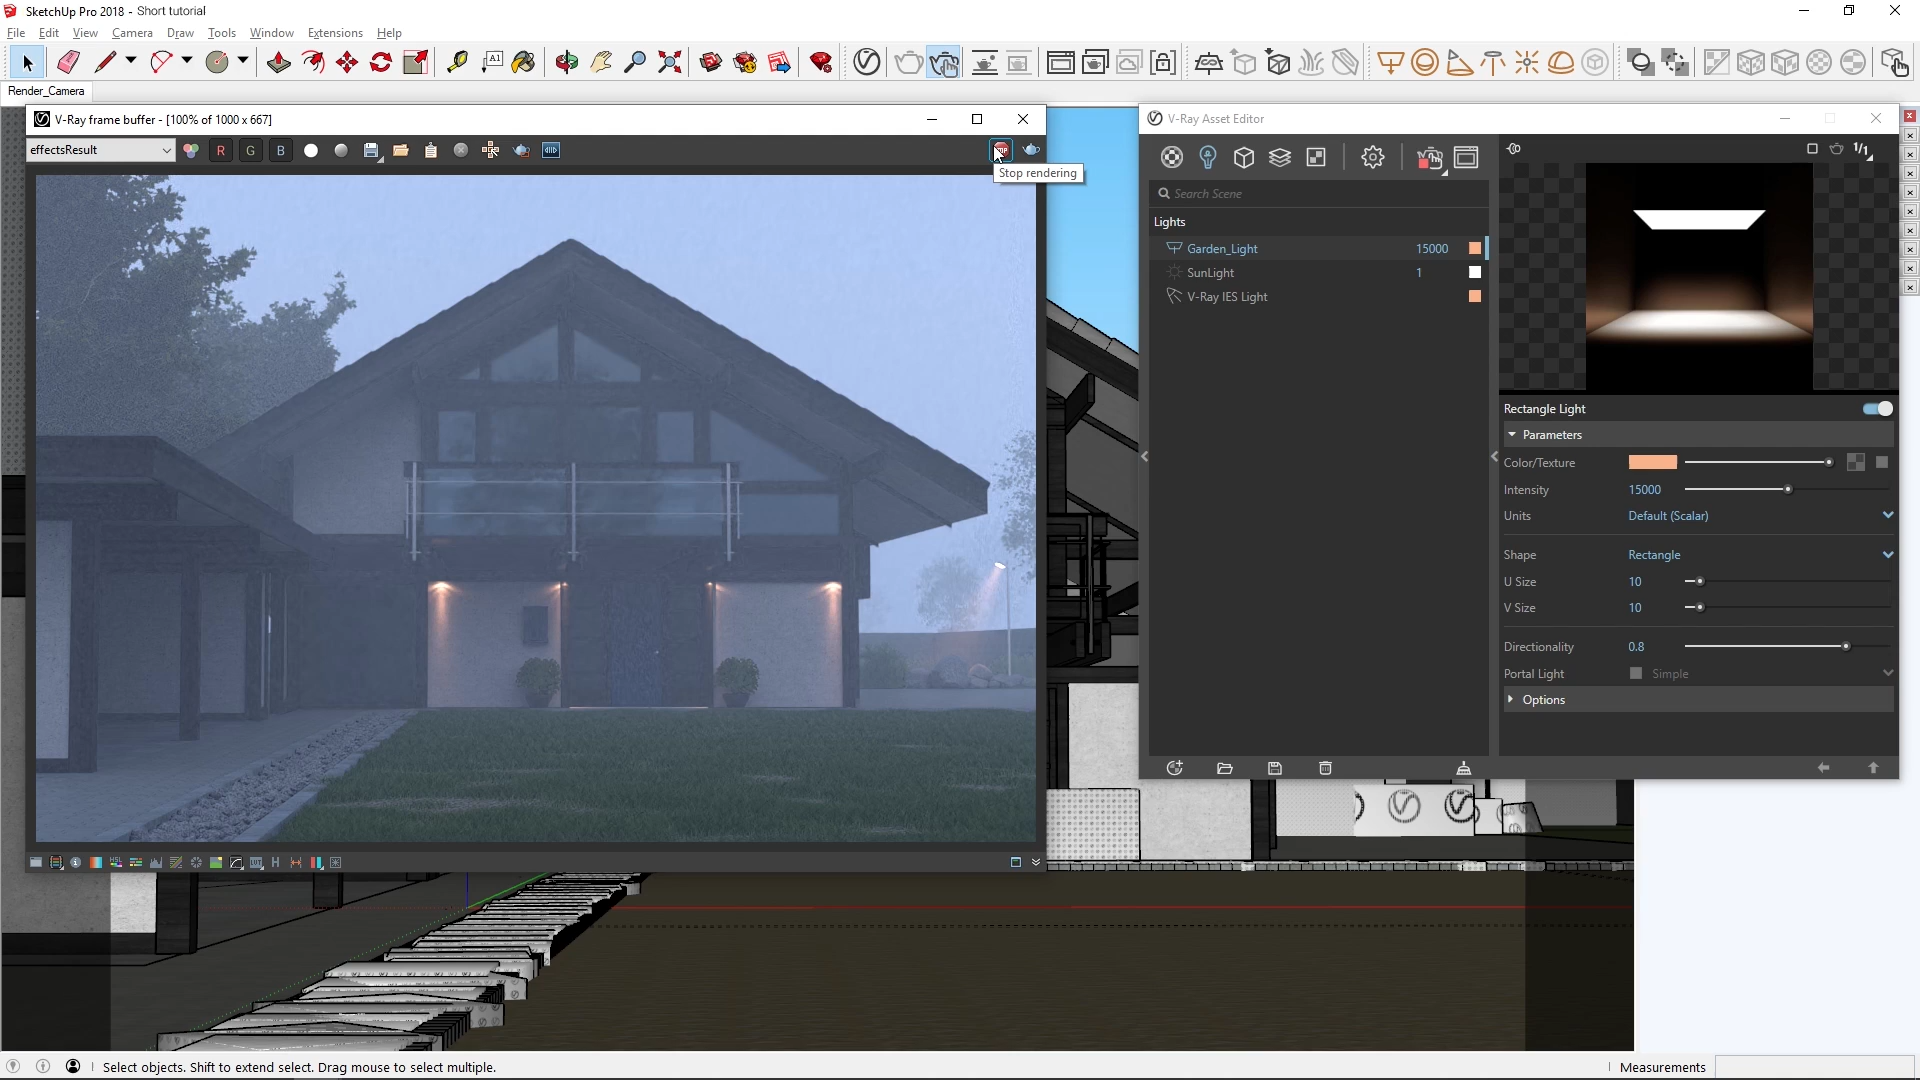 SketchUp Pro 2018 - Short tutorial
File Edit View Camera Draw Tools Window Extensions Help
Render_Camera
V-Ray frame buffer - [100% of 1000 x 667]
effectsResult
R G B
Stop rendering
V-Ray Asset Editor
1/1
Search Scene
Lights
Garden_Light 15000
SunLight 1
V-Ray IES Light
Rectangle Light
Parameters
Color/Texture
Intensity 15000
Units Default (Scalar)
Shape Rectangle
U Size 10
V Size 10
Directionality 0.8
Portal Light Simple
Options
Select objects. Shift to extend select. Drag mouse to select multiple.
Measurements